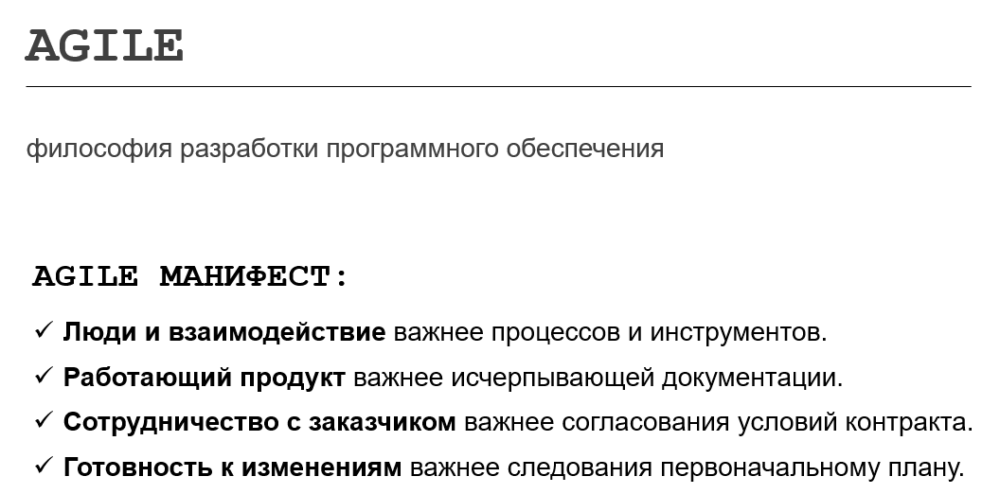 AGILE
философия разработки программного обеспечения
AGILE МАНИФЕСТ:
✓ Люди и взаимодействие важнее процессов и инструментов.
✓ Работающий продукт важнее исчерпывающей документации.
✓ Сотрудничество с заказчиком важнее согласования условий контракта.
✓ Готовность к изменениям важнее следования первоначальному плану.